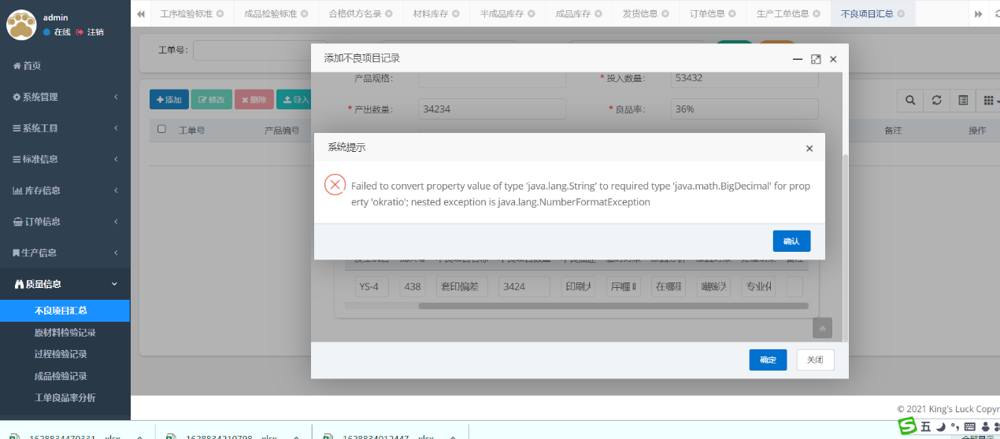 admin
在线 注销
首页
系统管理
系统工具
标准信息
库存信息
订单信息
生产信息
质量信息
不良项目汇总
原材料检验记录
过程检验记录
成品检验记录
工单良品率分析
工序检验标准 成品检验标准 合格供方名录 材料库存 半成品库存 成品库存 发货信息 订单信息 生产工单信息 不良项目汇总
工单号:
添加 修改 删除 导入
工单号 产品编号 备注 操作
添加不良项目记录
产品规格: * 投入数量: 53432
* 产出数量: 34234 * 良品率: 36%
系统提示
Failed to convert property value of type 'java.lang.String' to required type 'java.math.BigDecimal' for prop
erty 'okratio'; nested exception is java.lang.NumberFormatException
确认
YS-4 438 套印偏差 3424 印刷 在哪 专业化
确定 关闭
© 2021 King's Luck Copyr
1628834470331....xlsx 1628834210798....xlsx 1628834012447....xlsx
五
全部显示